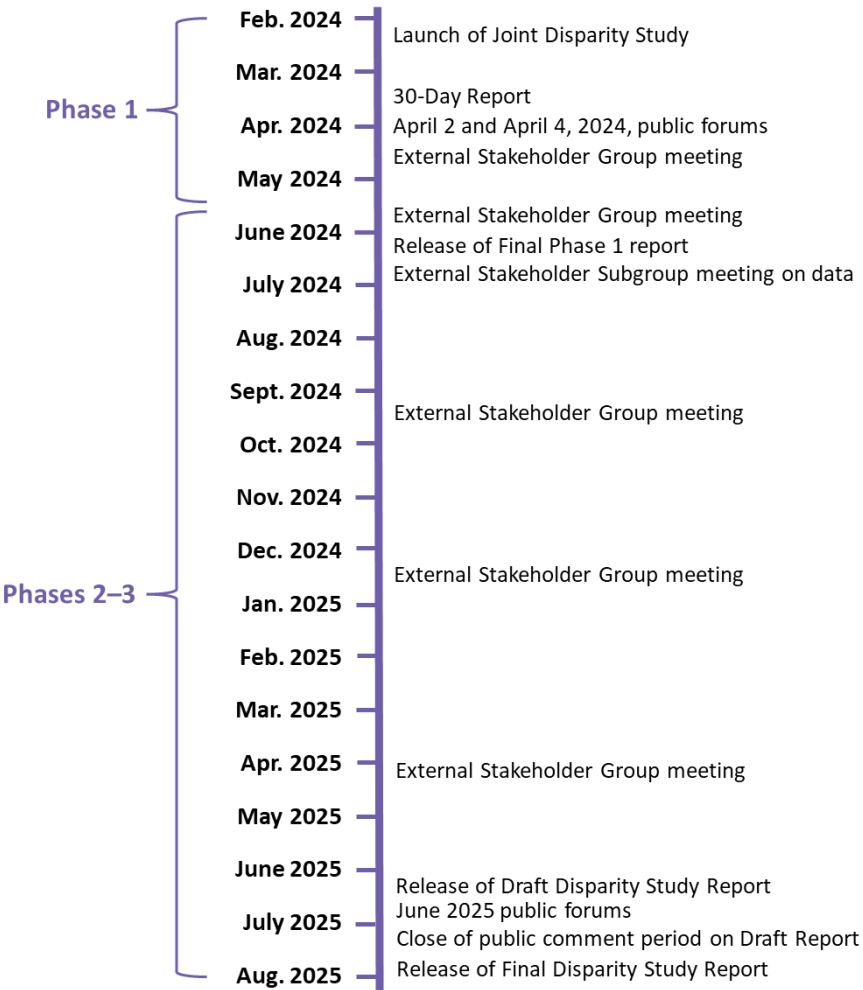 Feb. 2024
Launch of Joint Disparity Study
Mar. 2024
30-Day Report
Phase 1
Apr. 2024
April 2 and April 4, 2024, public forums
External Stakeholder Group meeting
May 2024
External Stakeholder Group meeting
June 2024
Release of Final Phase 1 report
External Stakeholder Subgroup meeting on data
July 2024
Aug. 2024
Sept. 2024
External Stakeholder Group meeting
Oct. 2024
Nov. 2024
Dec. 2024
External Stakeholder Group meeting
Phases 2–3
Jan. 2025
Feb. 2025
Mar. 2025
Apr. 2025
External Stakeholder Group meeting
May 2025
June 2025
Release of Draft Disparity Study Report
June 2025 public forums
July 2025
Close of public comment period on Draft Report
Release of Final Disparity Study Report
Aug. 2025